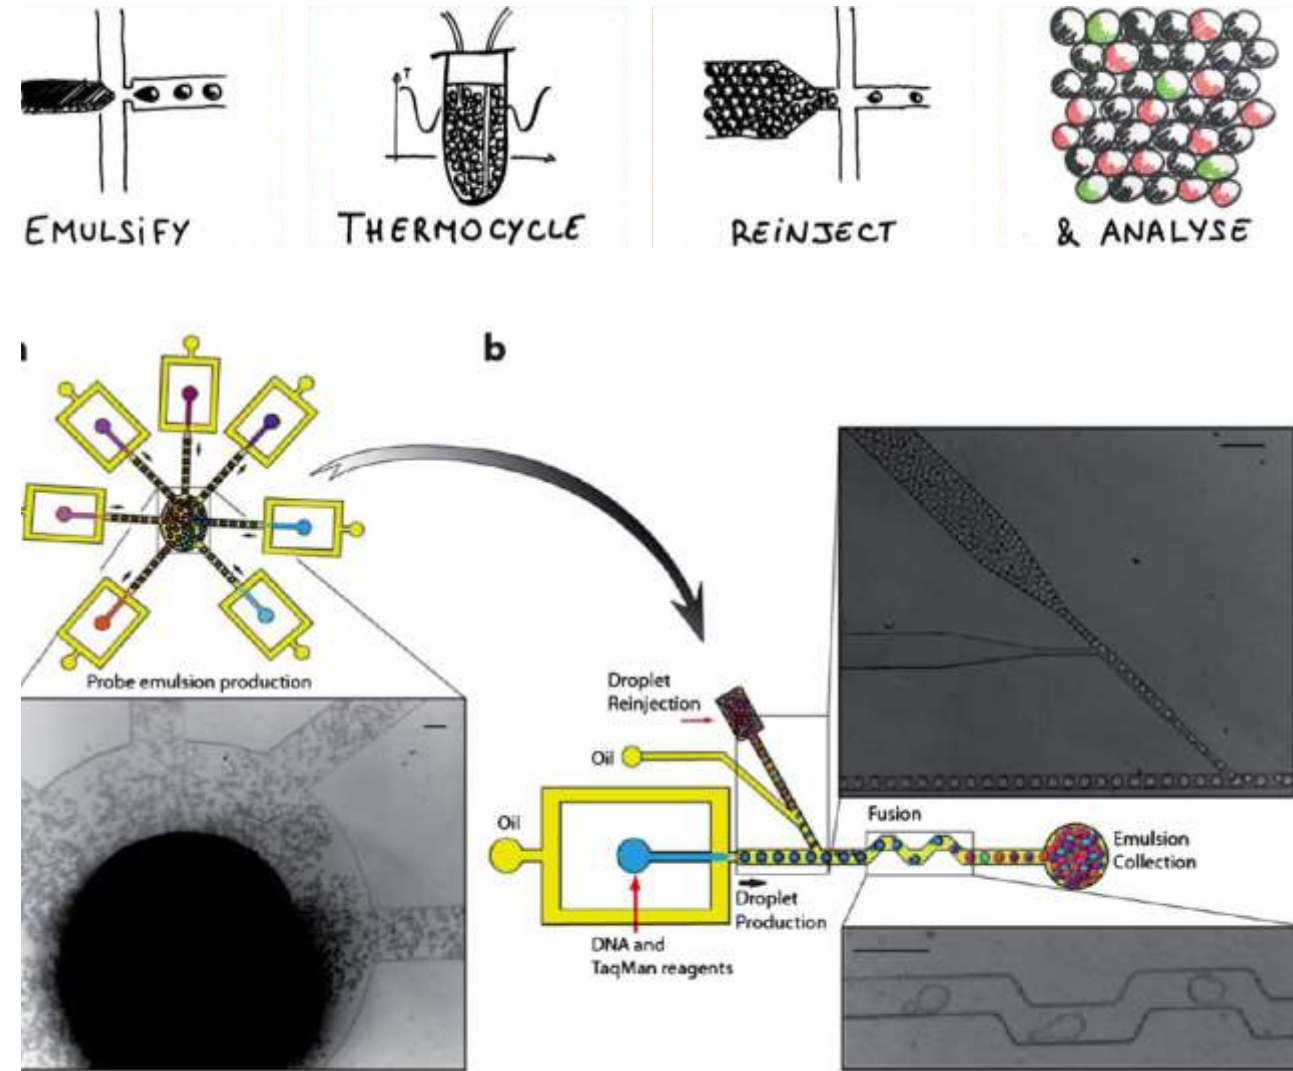 EMULSiFY
THERMOCYCLE
REiNJECT
& ANALYSE
T
b
Probe emulsion production
Droplet
Reinjection
Oil
Oil
Fusion
Emulsion
Collection
Droplet
Production
DNA and
TaqMan reagents